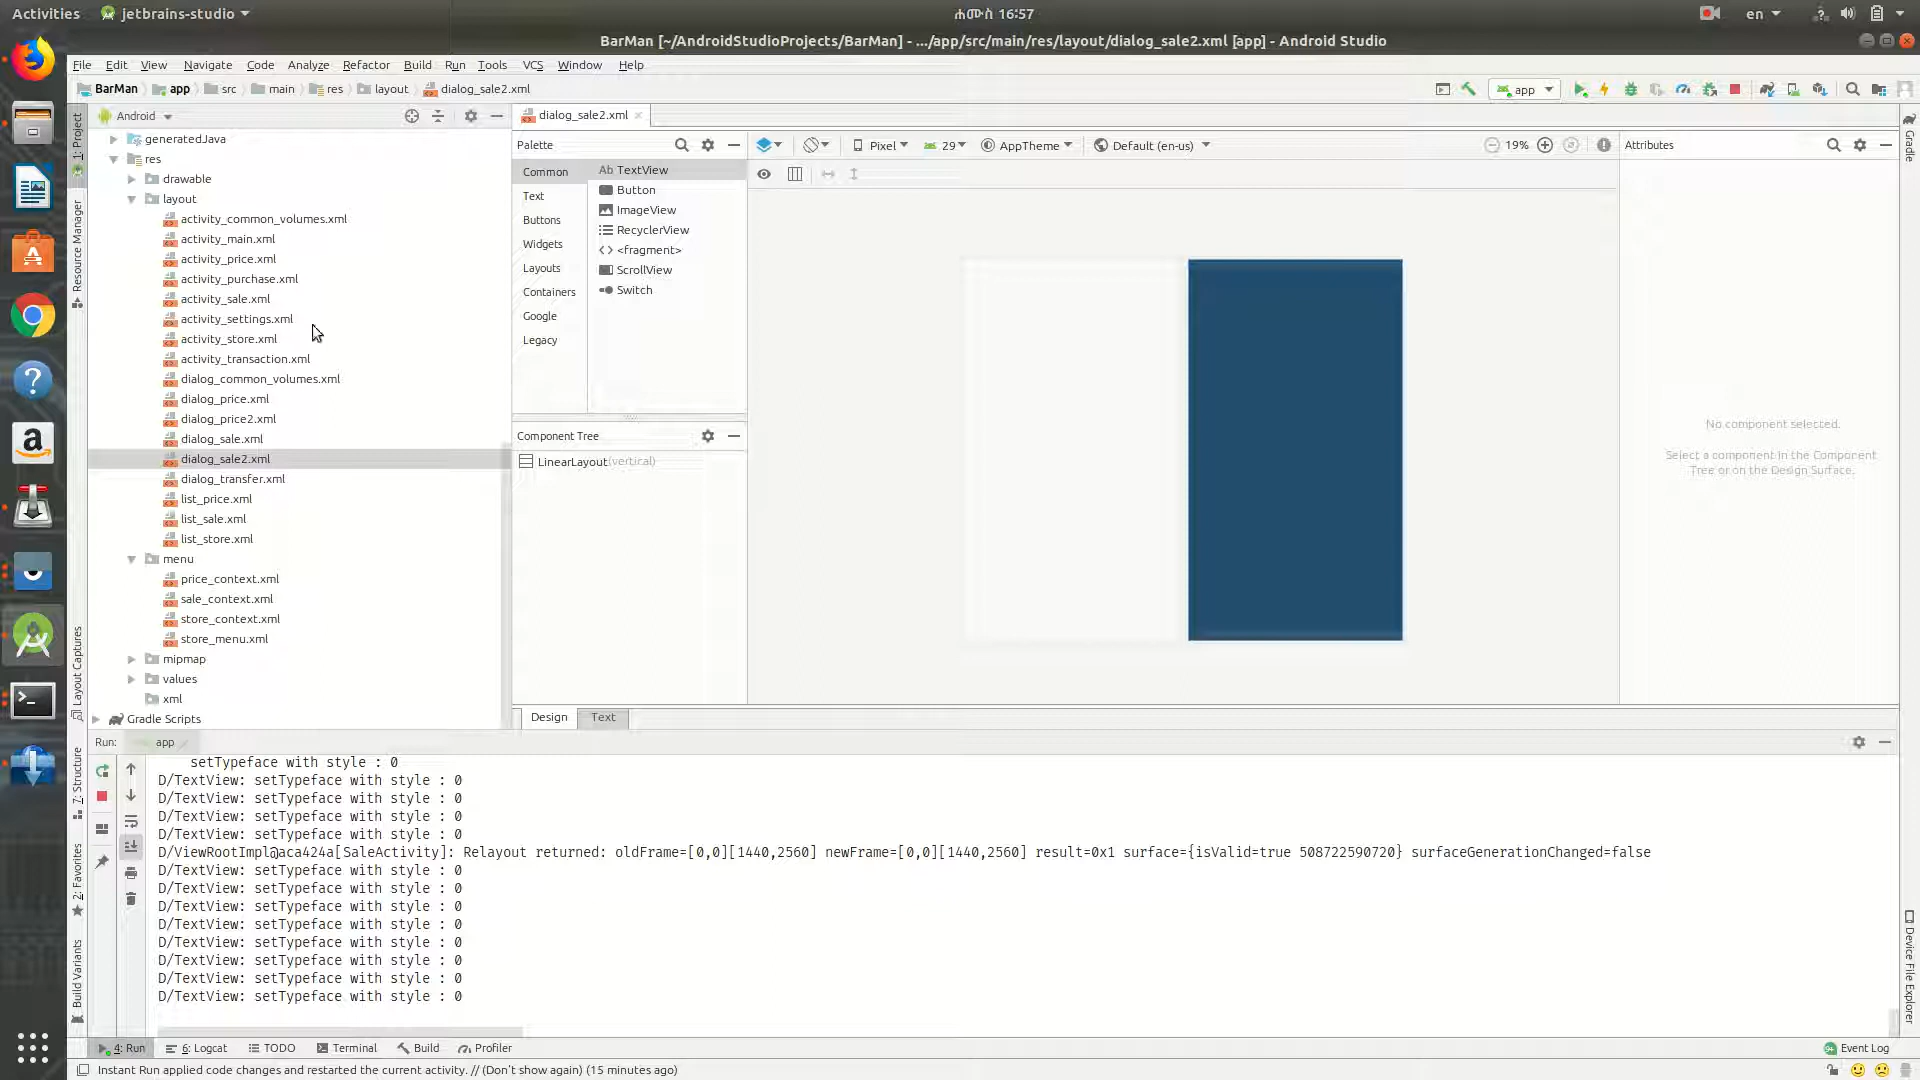 Activities
jetbrains-studio
ሐሙስ 16:57
en
BarMan [~/AndroidStudioProjects/BarMan] - .../app/src/main/res/layout/dialog_sale2.xml [app] - Android Studio
File Edit View Navigate Code Analyze Refactor Build Run Tools VCS Window Help
BarMan app src main res layout dialog_sale2.xml
app
1: Project
Resource Manager
Layout Captures
7: Structure
2: Favorites
Build Variants
Android
generatedJava
res
drawable
layout
activity_common_volumes.xml
activity_main.xml
activity_price.xml
activity_purchase.xml
activity_sale.xml
activity_settings.xml
activity_store.xml
activity_transaction.xml
dialog_common_volumes.xml
dialog_price.xml
dialog_price2.xml
dialog_sale.xml
dialog_sale2.xml
dialog_transfer.xml
list_price.xml
list_sale.xml
list_store.xml
menu
price_context.xml
sale_context.xml
store_context.xml
store_menu.xml
mipmap
values
xml
Gradle Scripts
dialog_sale2.xml
Palette
Common
Text
Buttons
Widgets
Layouts
Containers
Google
Legacy
Ab TextView
Button
ImageView
RecyclerView
<fragment>
ScrollView
Switch
Component Tree
LinearLayout(vertical)
Pixel
29
AppTheme
Default (en-us)
19%
Attributes
No component selected.
Select a component in the Component
Tree or on the Design Surface.
Gradle
Device File Explorer
Design Text
Run: app
setTypeface with style : 0
D/TextView: setTypeface with style : 0
D/TextView: setTypeface with style : 0
D/TextView: setTypeface with style : 0
D/TextView: setTypeface with style : 0
D/ViewRootImpl@aca424a[SaleActivity]: Relayout returned: oldFrame=[0,0][1440,2560] newFrame=[0,0][1440,2560] result=0x1 surface={isValid=true 508722590720} surfaceGenerationChanged=false
D/TextView: setTypeface with style : 0
D/TextView: setTypeface with style : 0
D/TextView: setTypeface with style : 0
D/TextView: setTypeface with style : 0
D/TextView: setTypeface with style : 0
D/TextView: setTypeface with style : 0
D/TextView: setTypeface with style : 0
D/TextView: setTypeface with style : 0
4: Run 6: Logcat TODO Terminal Build Profiler
Event Log
Instant Run applied code changes and restarted the current activity. // (Don't show again) (15 minutes ago)